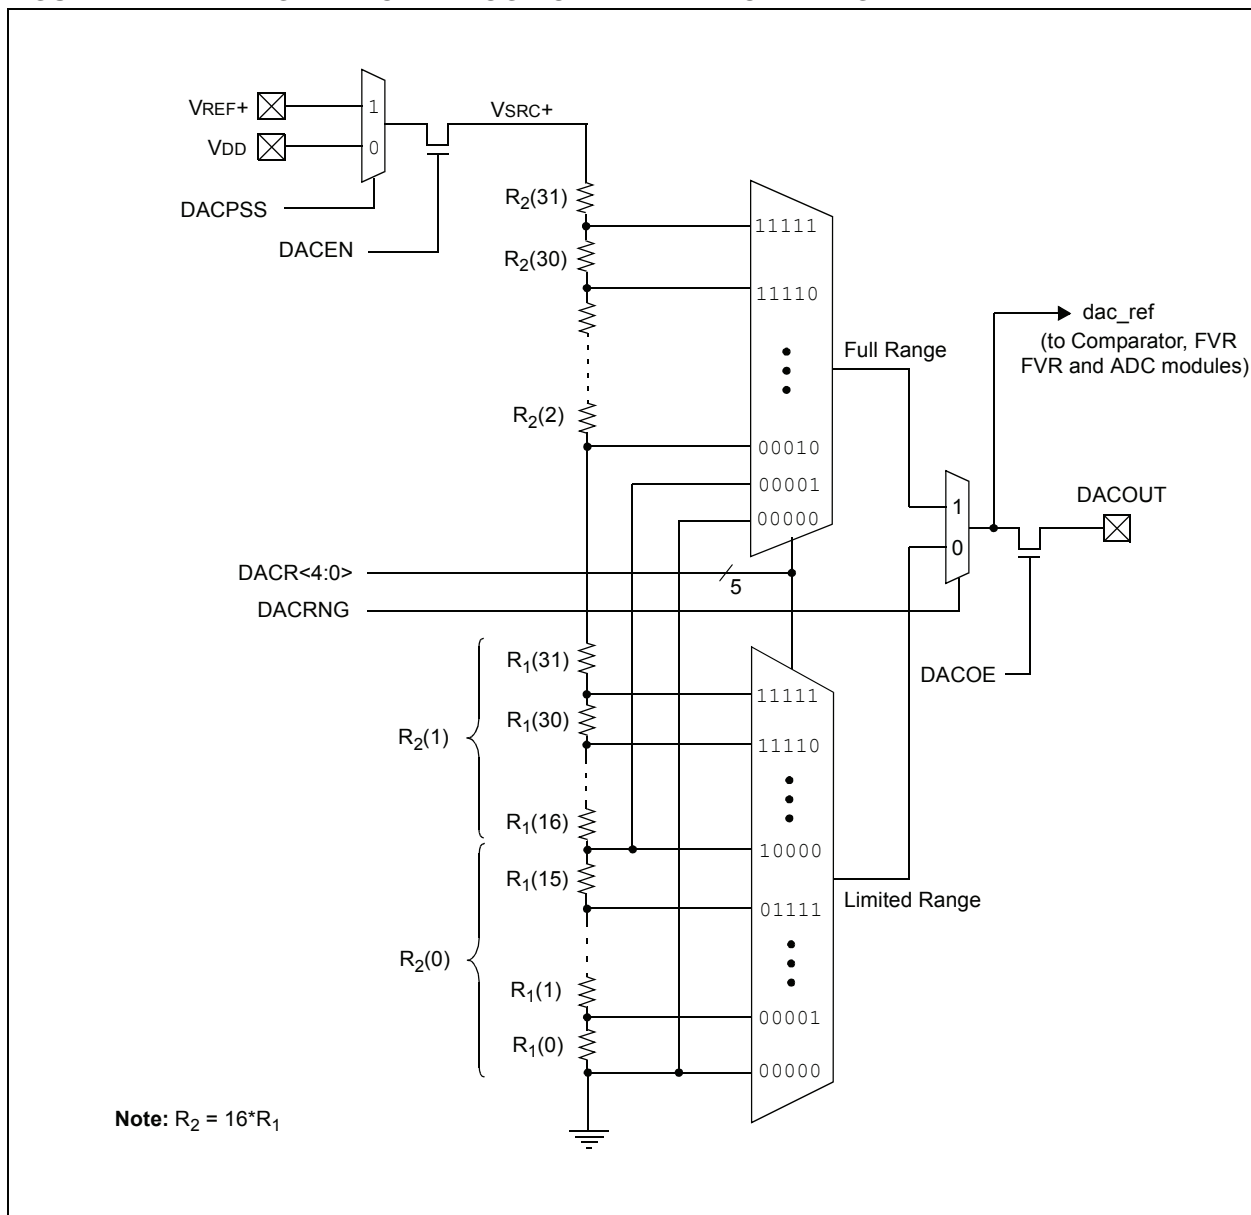 VREF+
1
VSRC+
VDD
0
DACPSS
DACEN
R2(31)
11111
R2(30)
11110
dac_ref
(to Comparator, FVR
FVR and ADC modules)
Full Range
R2(2)
00010
00001
00000
1
0
DACOUT
DACR<4:0>
5
DACRNG
R1(31)
11111
DACOE
R1(30)
11110
R2(1)
R1(16)
10000
R1(15)
01111
Limited Range
R2(0)
R1(1)
00001
R1(0)
00000
Note: R2 = 16*R1